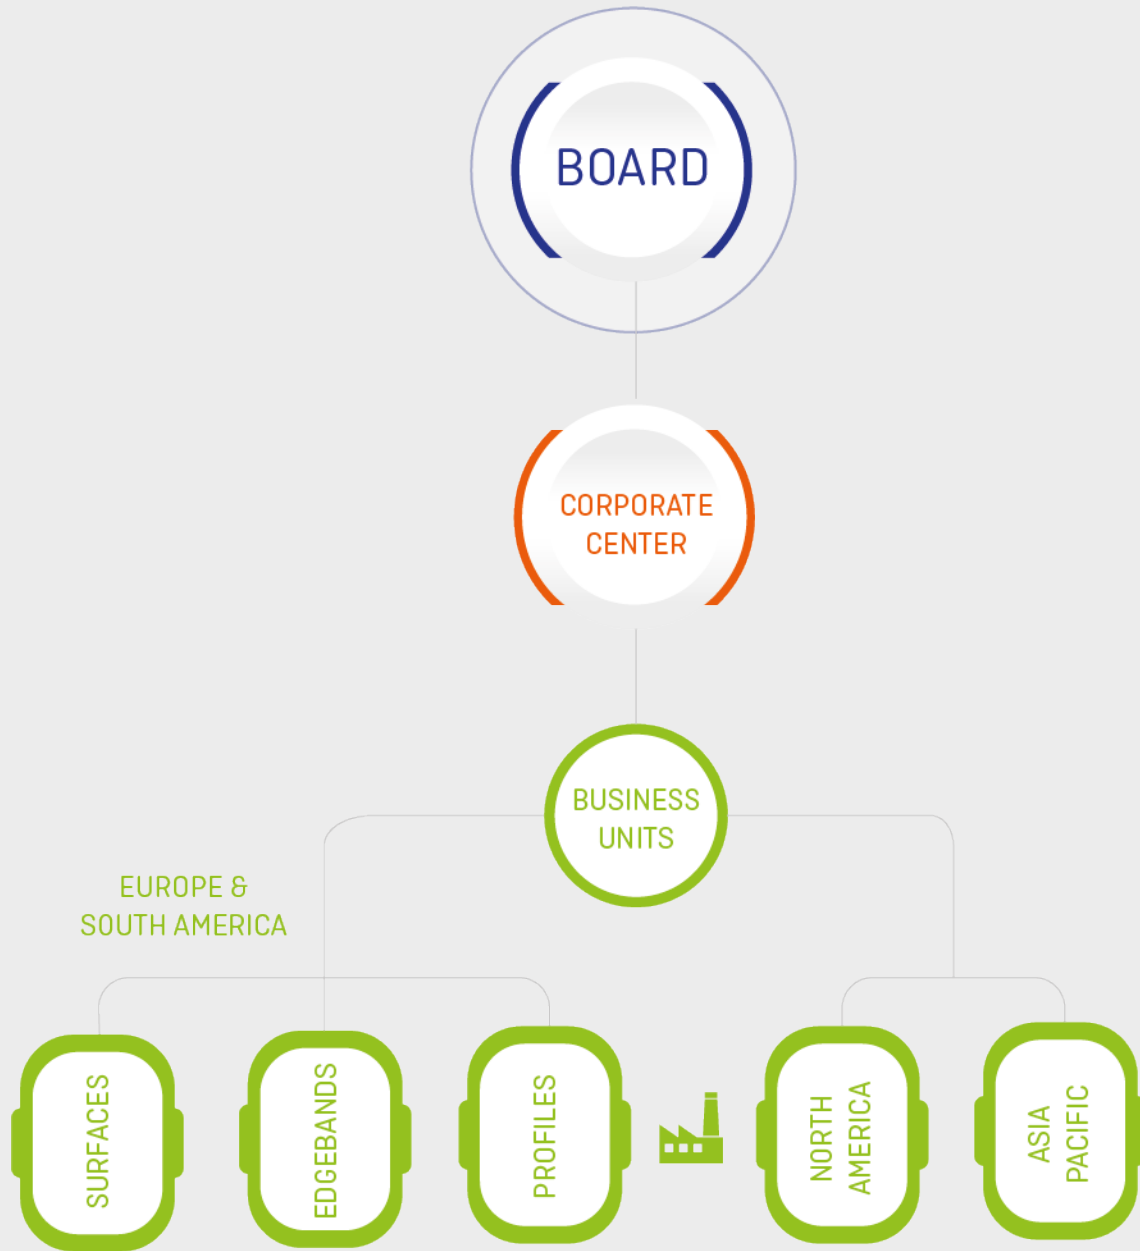 BOARD
CORPORATE
CENTER
BUSINESS
UNITS
EUROPE &
SOUTH AMERICA
SURFACES
EDGEBANDS
PROFILES
NORTH
AMERICA
ASIA
PACIFIC